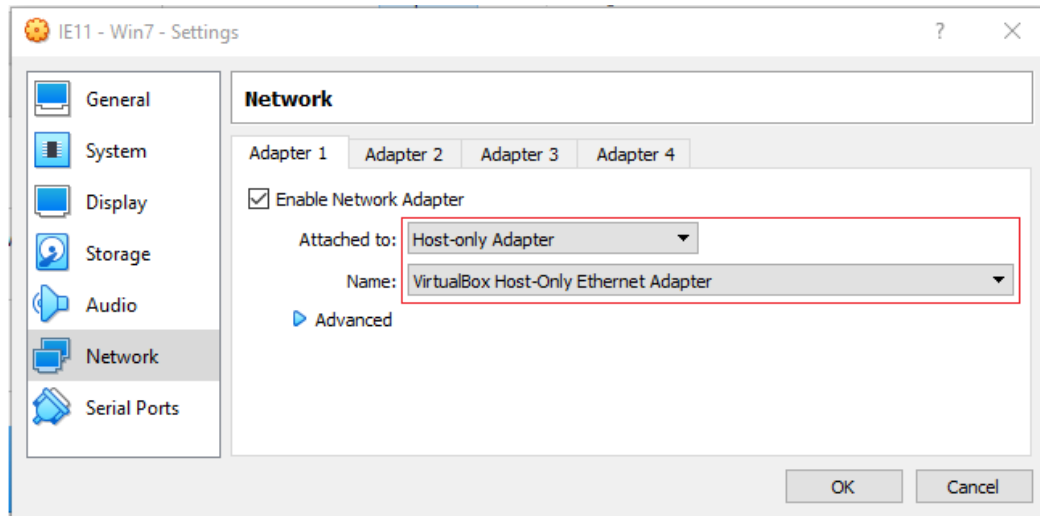 IE11 - Win7 - Settings
?
General
System
Display
Storage
Audio
Network
Serial Ports
Network
Adapter 1 Adapter 2 Adapter 3 Adapter 4
Enable Network Adapter
Attached to: Host-only Adapter
Name: VirtualBox Host-Only Ethernet Adapter
Advanced
OK Cancel